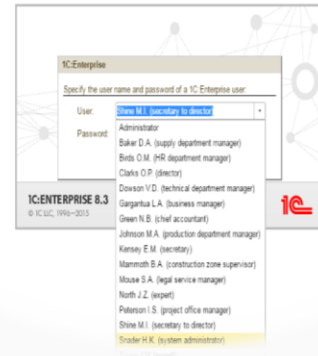 1C:Enterprise
Specify the user name and password of a 1C:Enterprise user:
User:
Shine M.I. (secretary to director)
Password:
Administrator
Baker D.A. (supply department manager)
Birds O.M. (HR department manager)
Clarks O.P. (director)
Dowson V.D. (technical department manager)
Gargantua L.A. (business manager)
Green N.B. (chief accountant)
Johnson M.A. (production department manager)
Kensey E.M. (secretary)
Mammoth B.A. (construction zone supervisor)
Mouse S.A. (legal service manager)
North J.Z. (expert)
Peterson I.S. (project office manager)
Shine M.I. (secretary to director)
Snader H.K. (system administrator)
1C:ENTERPRISE 8.3
© 1C LLC, 1996–2015
1C